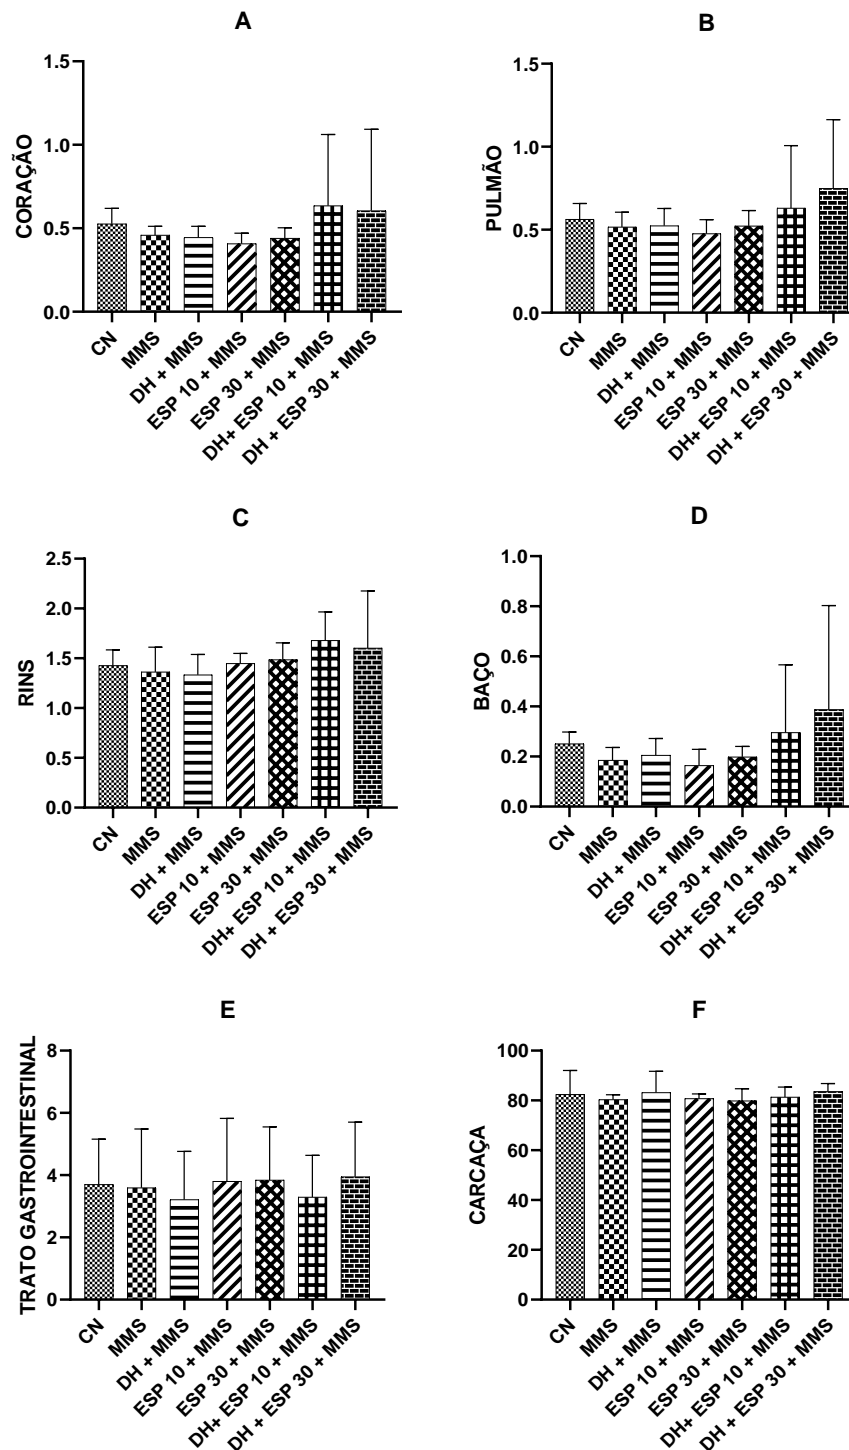 A
CORAÇÃO
1.5
1.0
0.5
0.0
CN
MMS
DH + MMS
ESP 10 + MMS
ESP 30 + MMS
DH+ ESP 10 + MMS
DH + ESP 30 + MMS
B
PULMÃO
1.5
1.0
0.5
0.0
CN
MMS
DH + MMS
ESP 10 + MMS
ESP 30 + MMS
DH+ ESP 10 + MMS
DH + ESP 30 + MMS
C
RINS
2.5
2.0
1.5
1.0
0.5
0.0
CN
MMS
DH + MMS
ESP 10 + MMS
ESP 30 + MMS
DH+ ESP 10 + MMS
DH + ESP 30 + MMS
D
BAÇO
1.0
0.8
0.6
0.4
0.2
0.0
CN
MMS
DH + MMS
ESP 10 + MMS
ESP 30 + MMS
DH+ ESP 10 + MMS
DH + ESP 30 + MMS
E
TRATO GASTROINTESTINAL
8
6
4
2
0
CN
MMS
DH + MMS
ESP 10 + MMS
ESP 30 + MMS
DH+ ESP 10 + MMS
DH + ESP 30 + MMS
F
CARCAÇA
100
80
60
40
20
0
CN
MMS
DH + MMS
ESP 10 + MMS
ESP 30 + MMS
DH+ ESP 10 + MMS
DH + ESP 30 + MMS